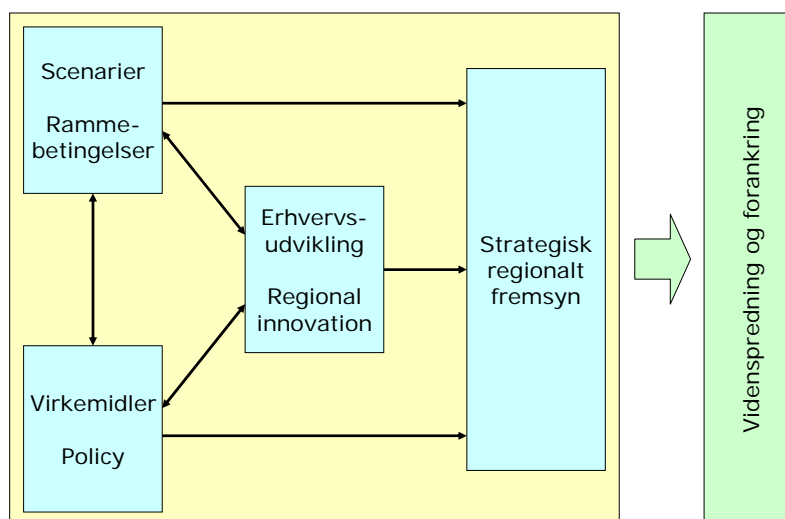 Scenarier
Ramme-
betingelser
Erhvervs-
udvikling
Regional
innovation
Virkemidler
Policy
Strategisk
regionalt
fremsyn
Videnspredning og forankring